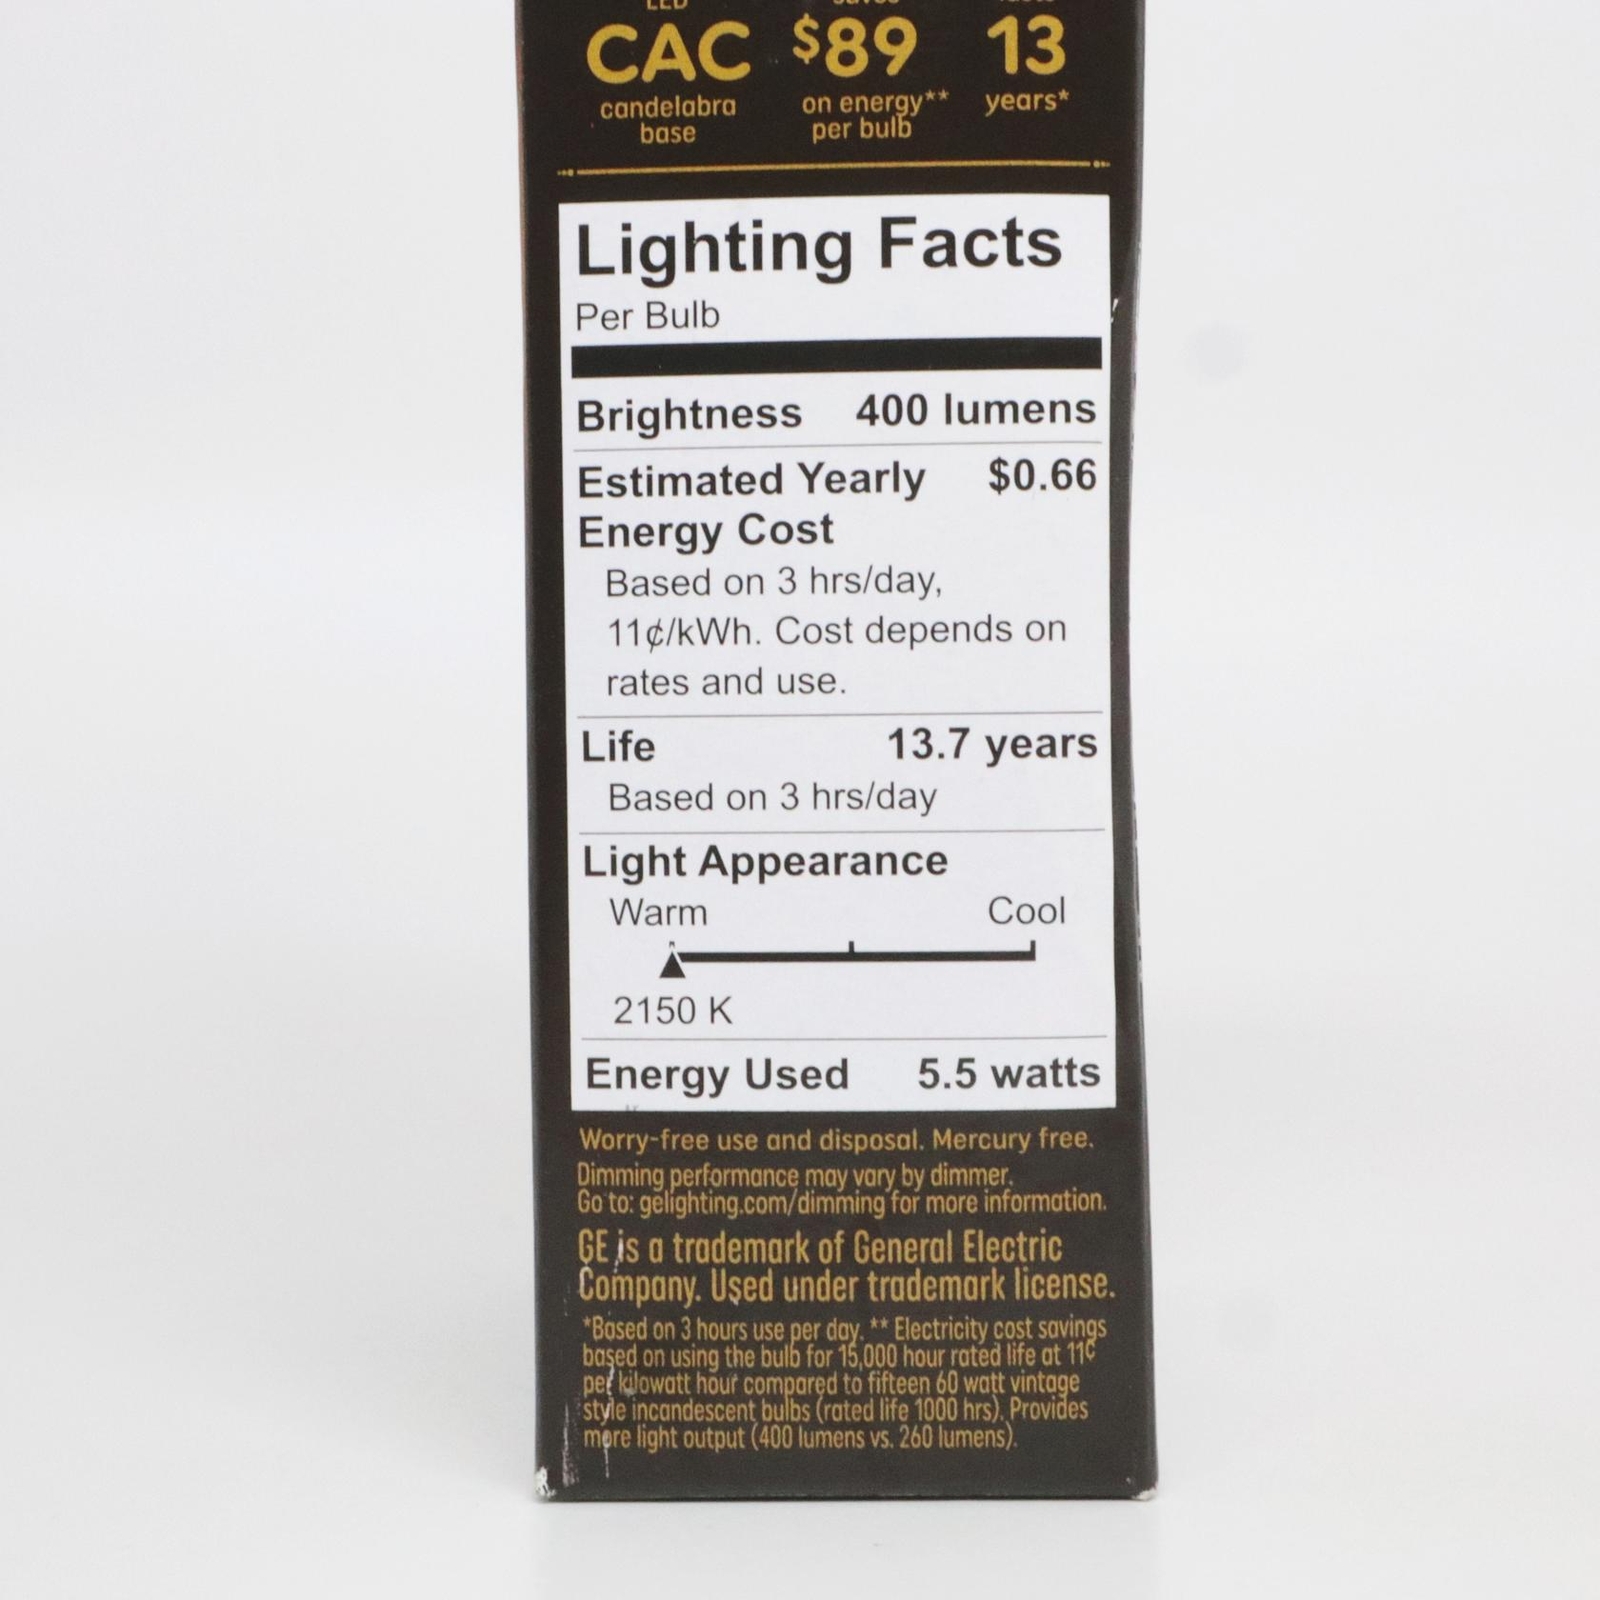 LED
CAC $89 13
candelabra on energy** years*
base per bulb
Lighting Facts
Per Bulb
Brightness 400 lumens
Estimated Yearly $0.66
Energy Cost
Based on 3 hrs/day,
11¢/kWh. Cost depends on
rates and use.
Life 13.7 years
Based on 3 hrs/day
Light Appearance
Warm Cool
2150 K
Energy Used 5.5 watts
Worry-free use and disposal. Mercury free.
Dimming performance may vary by dimmer.
Go to: gelighting.com/dimming for more information.
GE is a trademark of General Electric
Company. Used under trademark license.
*Based on 3 hours use per day. ** Electricity cost savings
based on using the bulb for 15,000 hour rated life at 11¢
per kilowatt hour compared to fifteen 60 watt vintage
style incandescent bulbs (rated life 1000 hrs). Provides
more light output (400 lumens vs. 260 lumens).